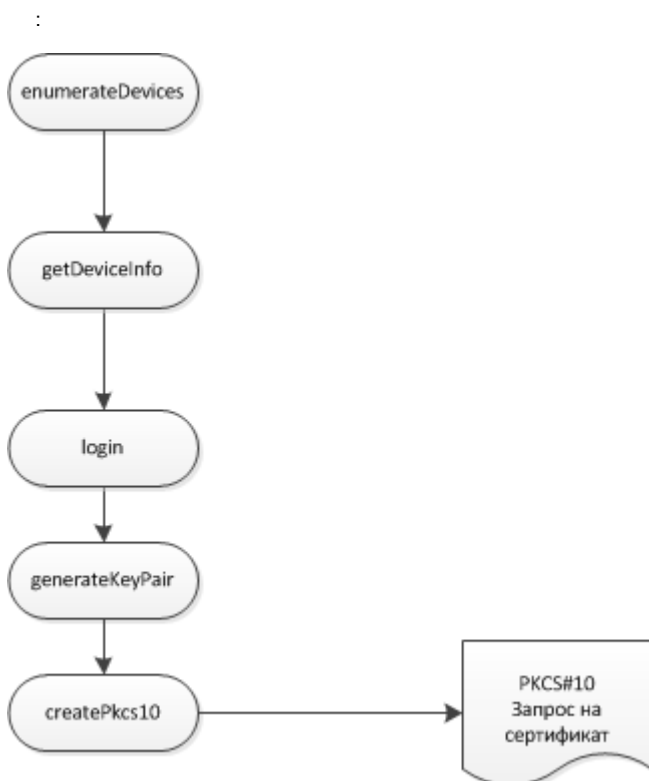 :
enumerateDevices
getDeviceInfo
login
generateKeyPair
createPkcs10
PKCS#10
Запрос на
сертификат